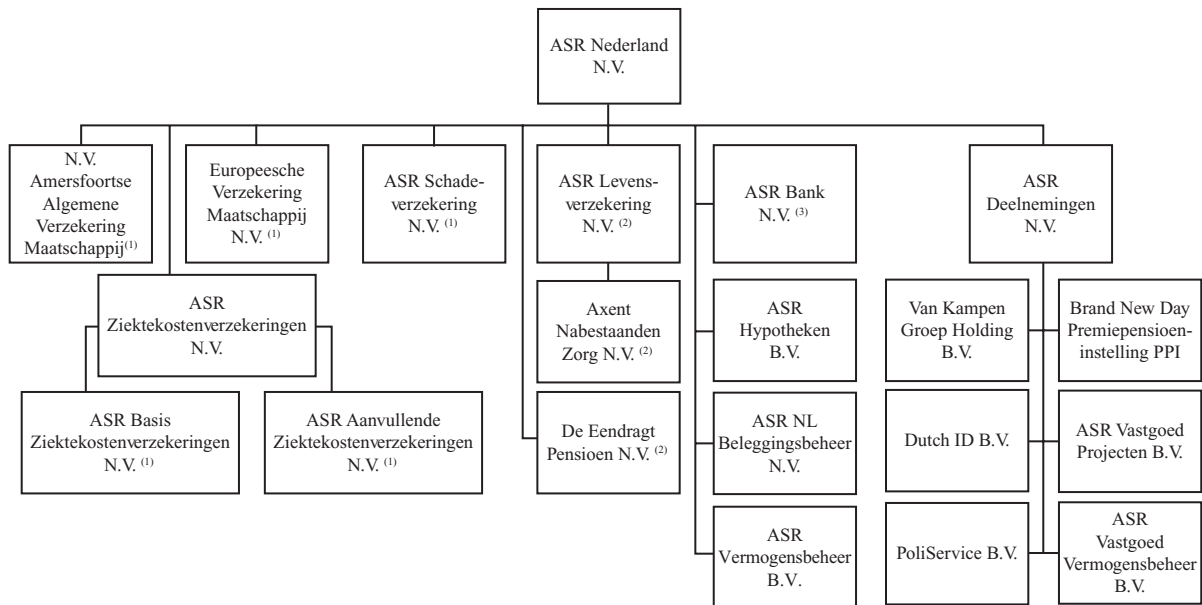 ASR Nederland
N.V.
N.V.
Amersfoortse
Algemene
Verzekering
Maatschappij(1)
Europeesche
Verzekering
Maatschappij
N.V. (1)
ASR Schade-
verzekering
N.V. (1)
ASR Levens-
verzekering
N.V. (2)
ASR Bank
N.V. (3)
ASR
Deelnemingen
N.V.
ASR
Ziektekostenverzekeringen
N.V.
Axent
Nabestaanden
Zorg N.V. (2)
ASR
Hypotheken
B.V.
Van Kampen
Groep Holding
B.V.
Brand New Day
Premiepensioen-
instelling PPI
ASR Basis
Ziektekostenverzekeringen
N.V. (1)
ASR Aanvullende
Ziektekostenverzekeringen
N.V. (1)
De Eendragt
Pensioen N.V. (2)
ASR NL
Beleggingsbeheer
N.V.
Dutch ID B.V.
ASR Vastgoed
Projecten B.V.
ASR
Vermogensbeheer
B.V.
PoliService B.V.
ASR
Vastgoed
Vermogensbeheer
B.V.